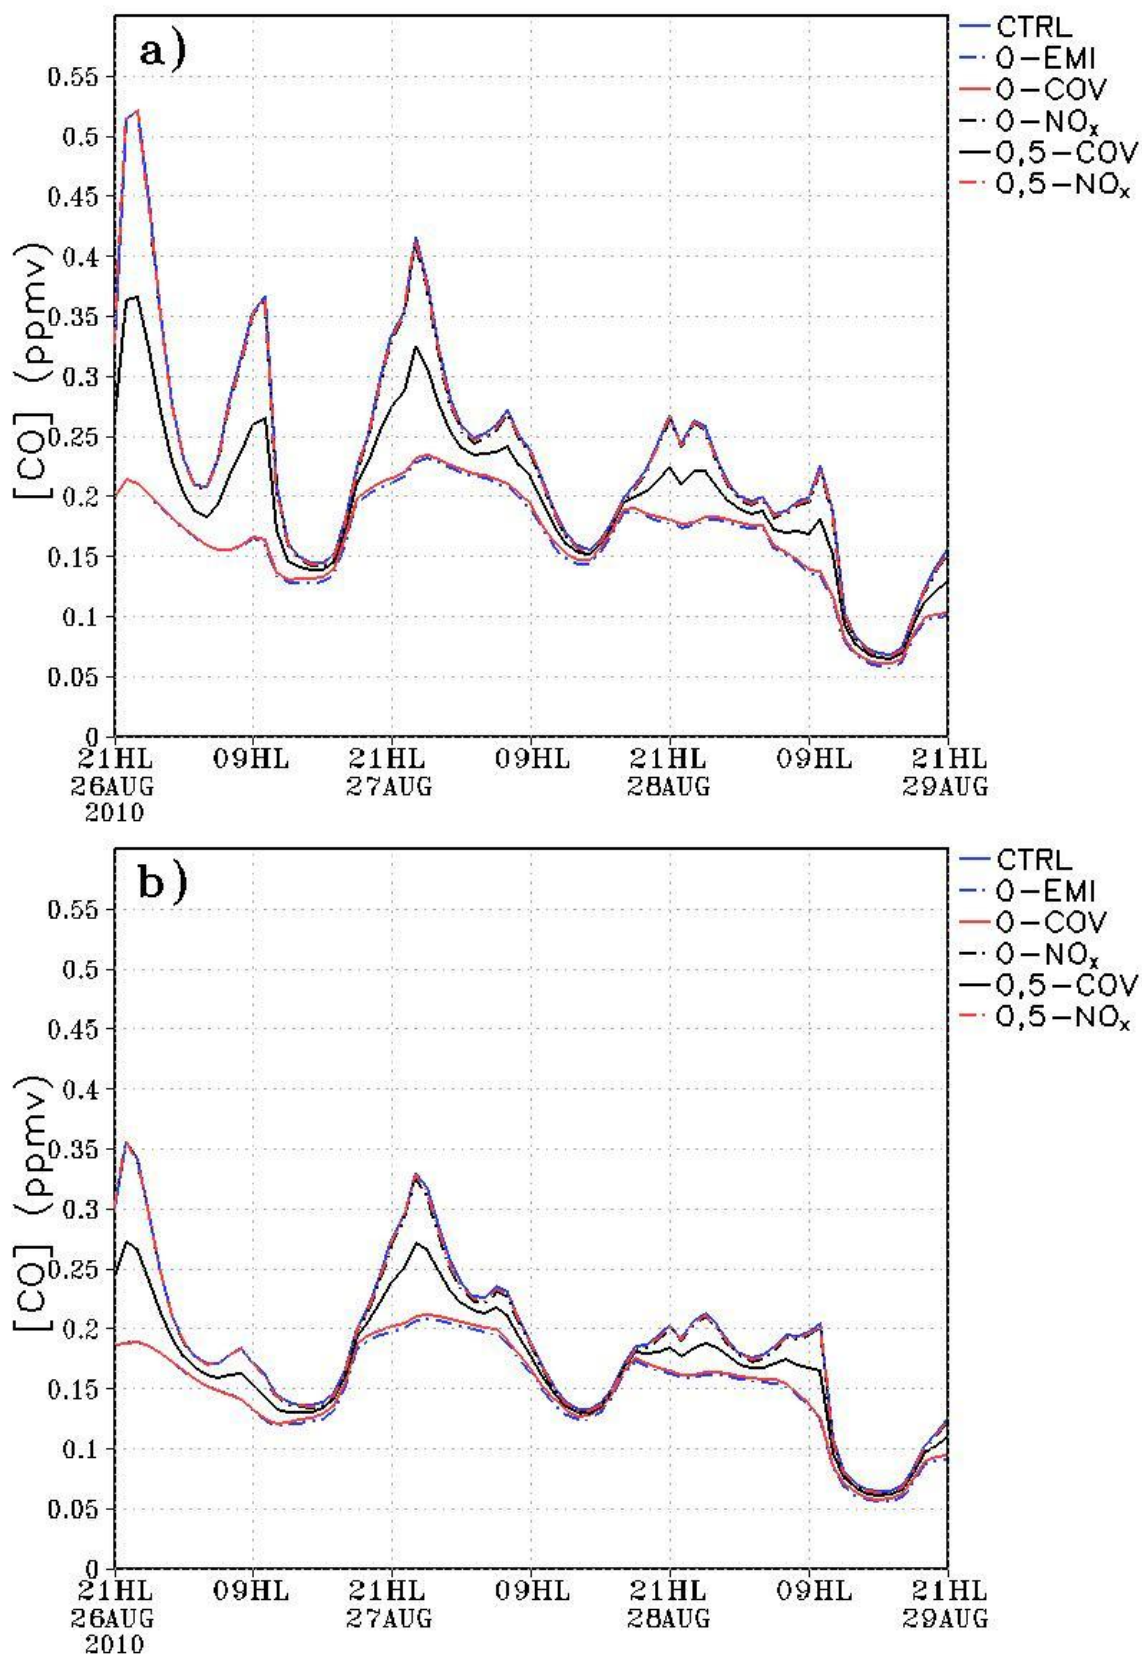 a)
CTRL
0-EMI
0-COV
0-NOx
0,5-COV
0,5-NOx
[CO] (ppmv)
0.55
0.5
0.45
0.4
0.35
0.3
0.25
0.2
0.15
0.1
0.05
0
21HL 09HL 21HL 09HL 21HL 09HL 21HL
26AUG 27AUG 28AUG 29AUG
2010
b)
CTRL
0-EMI
0-COV
0-NOx
0,5-COV
0,5-NOx
[CO] (ppmv)
0.55
0.5
0.45
0.4
0.35
0.3
0.25
0.2
0.15
0.1
0.05
0
21HL 09HL 21HL 09HL 21HL 09HL 21HL
26AUG 27AUG 28AUG 29AUG
2010